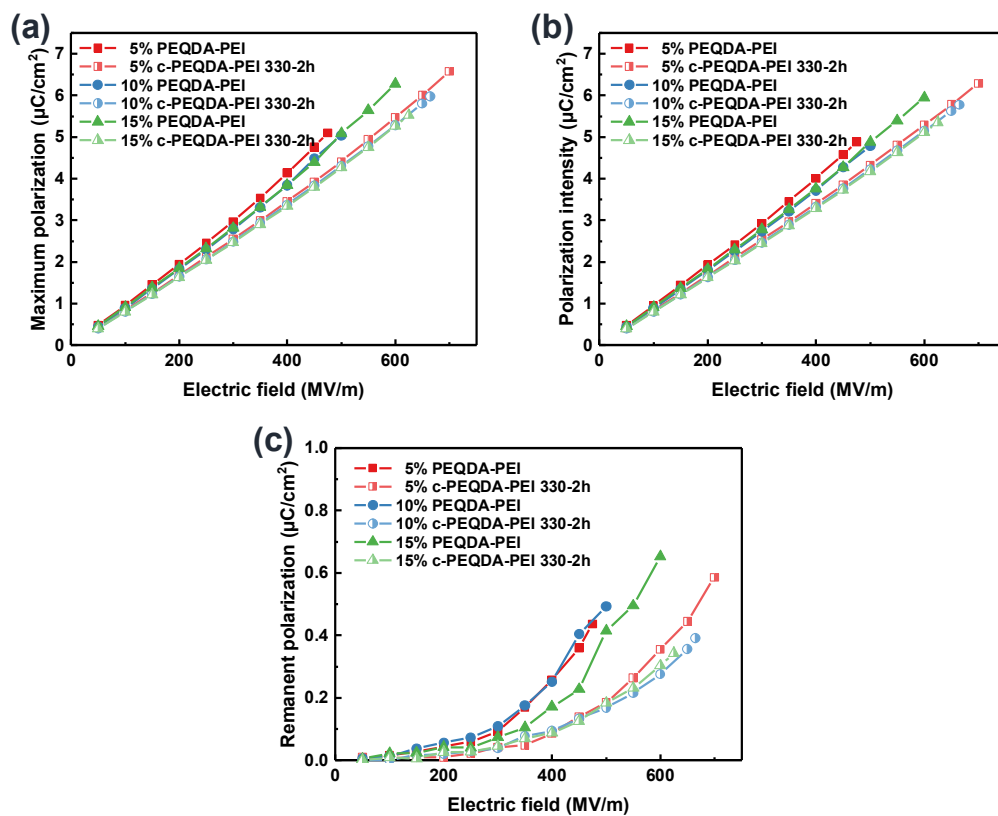 (a)
7
6
5
4
3
2
1
0
0
200
400
600
Maximum polarization (μC/cm²)
Electric field (MV/m)
5% PEQDA-PEI
5% c-PEQDA-PEI 330-2h
10% PEQDA-PEI
10% c-PEQDA-PEI 330-2h
15% PEQDA-PEI
15% c-PEQDA-PEI 330-2h
(b)
7
6
5
4
3
2
1
0
0
200
400
600
Polarization intensity (μC/cm²)
Electric field (MV/m)
5% PEQDA-PEI
5% c-PEQDA-PEI 330-2h
10% PEQDA-PEI
10% c-PEQDA-PEI 330-2h
15% PEQDA-PEI
15% c-PEQDA-PEI 330-2h
(c)
1.0
0.8
0.6
0.4
0.2
0.0
0
200
400
600
Remanent polarization (μC/cm²)
Electric field (MV/m)
5% PEQDA-PEI
5% c-PEQDA-PEI 330-2h
10% PEQDA-PEI
10% c-PEQDA-PEI 330-2h
15% PEQDA-PEI
15% c-PEQDA-PEI 330-2h